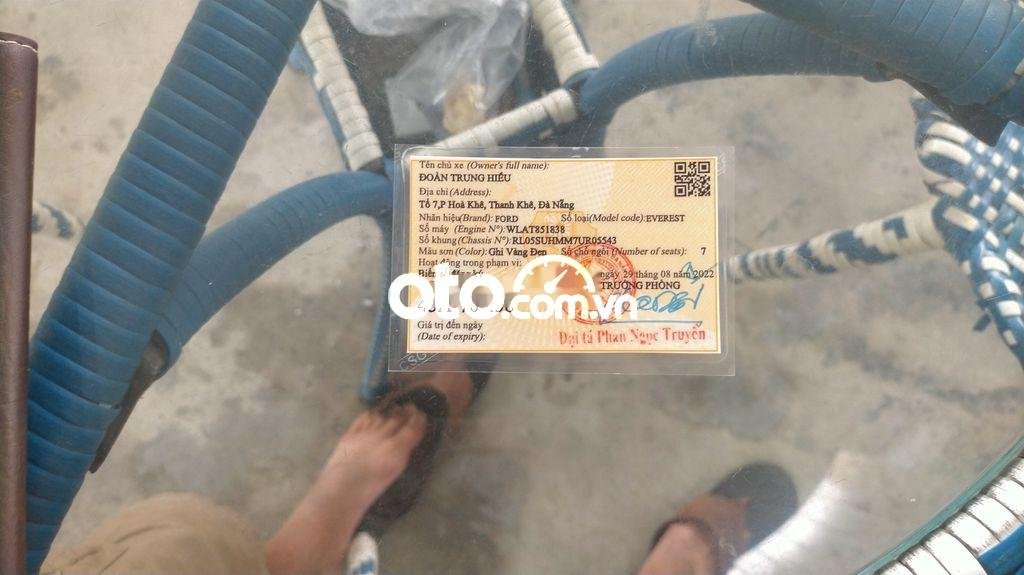 Tên chủ xe (Owner's full name):
ĐOÀN TRUNG HIẾU
Địa chỉ (Address):
Tổ 7,P Hoà Khê, Thanh Khê, Đà Nẵng
Nhãn hiệu(Brand): FORD Số loại(Model code):EVEREST
Số máy (Engine N°):WLAT851838
Số khung(Chassis N°):RL05SUHMM7UR05543
Màu sơn (Color): Ghi Vàng Đen Số chỗ ngồi (Number of seats): 7
Hoạt động trong phạm vi:
Biển ngày 29 tháng 08 năm 2022
TRƯỞNG PHÒNG
oto.com.vn
Giá trị đến ngày
(Date of expiry):
Đại tá Phan Ngọc Truyền